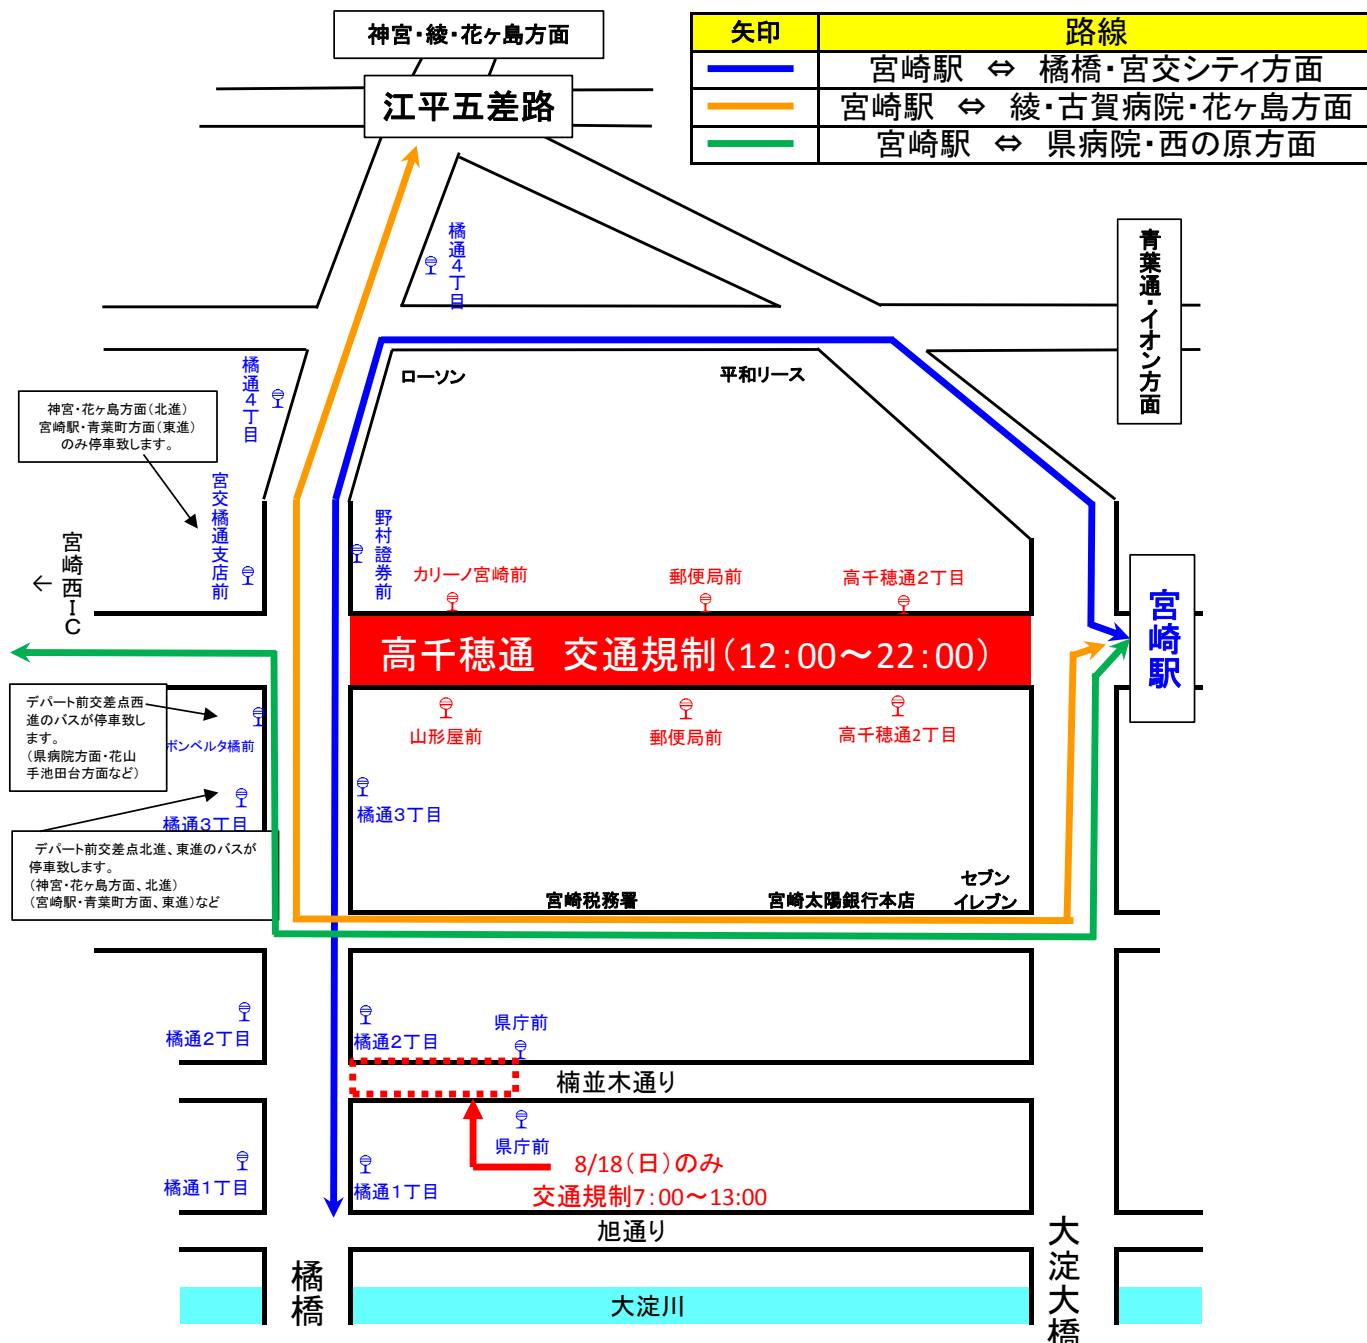 神宮・綾・花ヶ島方面
江平五差路
矢印
路線
宮崎駅 ⇔ 橘橋・宮交シティ方面
宮崎駅 ⇔ 綾・古賀病院・花ヶ島方面
宮崎駅 ⇔ 県病院・西の原方面
青葉通・イオン方面
橘通4丁目
ローソン
平和リース
橘通4丁目
神宮・花ヶ島方面(北進)
宮崎駅・青葉町方面(東進)
のみ停車致します。
宮交橘通支店前
野村證券前
宮崎西IC
←
カリーノ宮崎前
郵便局前
高千穂通2丁目
宮崎駅
高千穂通 交通規制(12:00～22:00)
デパート前交差点西
進のバスが停車致し
ます。
(県病院方面・花山
手池田台方面など)
ボンベルタ橘前
山形屋前
郵便局前
高千穂通2丁目
橘通3丁目
橘通3丁目
デパート前交差点北進、東進のバスが
停車致します。
(神宮・花ヶ島方面、北進)
(宮崎駅・青葉町方面、東進)など
宮崎税務署
宮崎太陽銀行本店
セブン
イレブン
橘通2丁目
橘通2丁目
県庁前
楠並木通り
県庁前
橘通1丁目
橘通1丁目
8/18(日)のみ
交通規制7:00～13:00
旭通り
橘橋
大淀川
大淀大橋